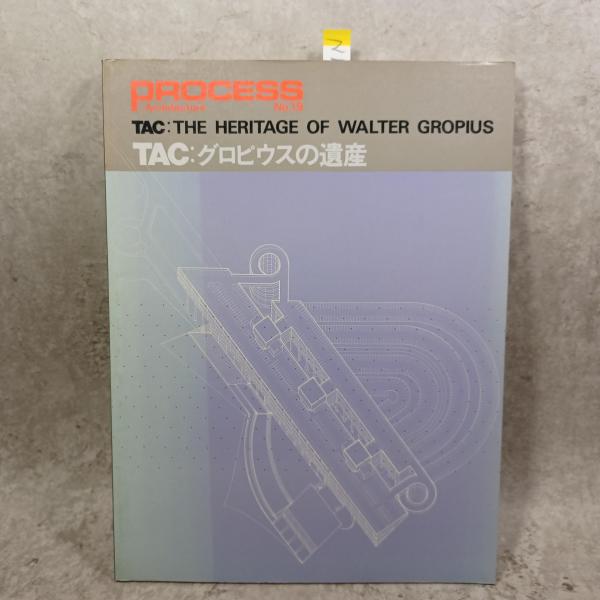 フ
PROCESS
Architecture No.19
TAC:THE HERITAGE OF WALTER GROPIUS
TAC:グロピウスの遺産